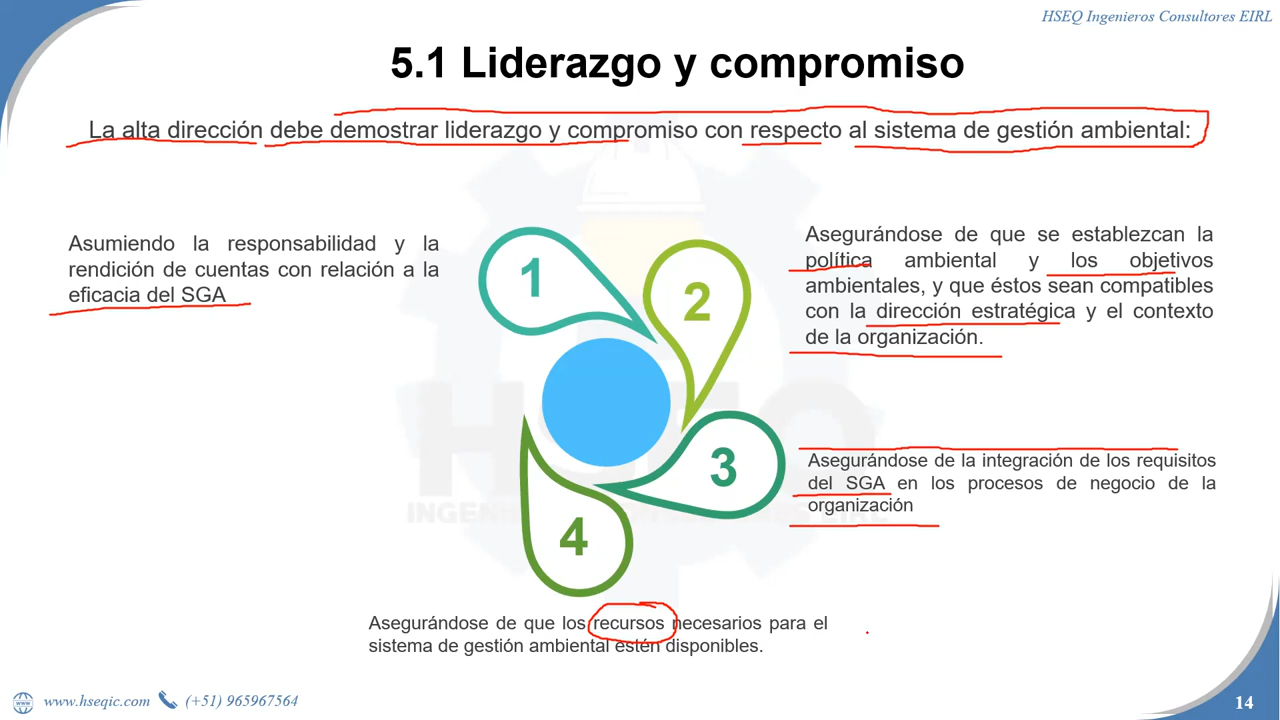 HSEQ Ingenieros Consultores EIRL
5.1 Liderazgo y compromiso
La alta dirección debe demostrar liderazgo y compromiso con respecto al sistema de gestión ambiental:
Asumiendo la responsabilidad y la
rendición de cuentas con relación a la
eficacia del SGA
1
2
Asegurándose de que se establezcan la
política ambiental y los objetivos
ambientales, y que éstos sean compatibles
con la dirección estratégica y el contexto
de la organización.
3
Asegurándose de la integración de los requisitos
del SGA en los procesos de negocio de la
organización
4
Asegurándose de que los recursos necesarios para el
sistema de gestión ambiental estén disponibles.
www.hseqic.com
(+51) 965967564
14